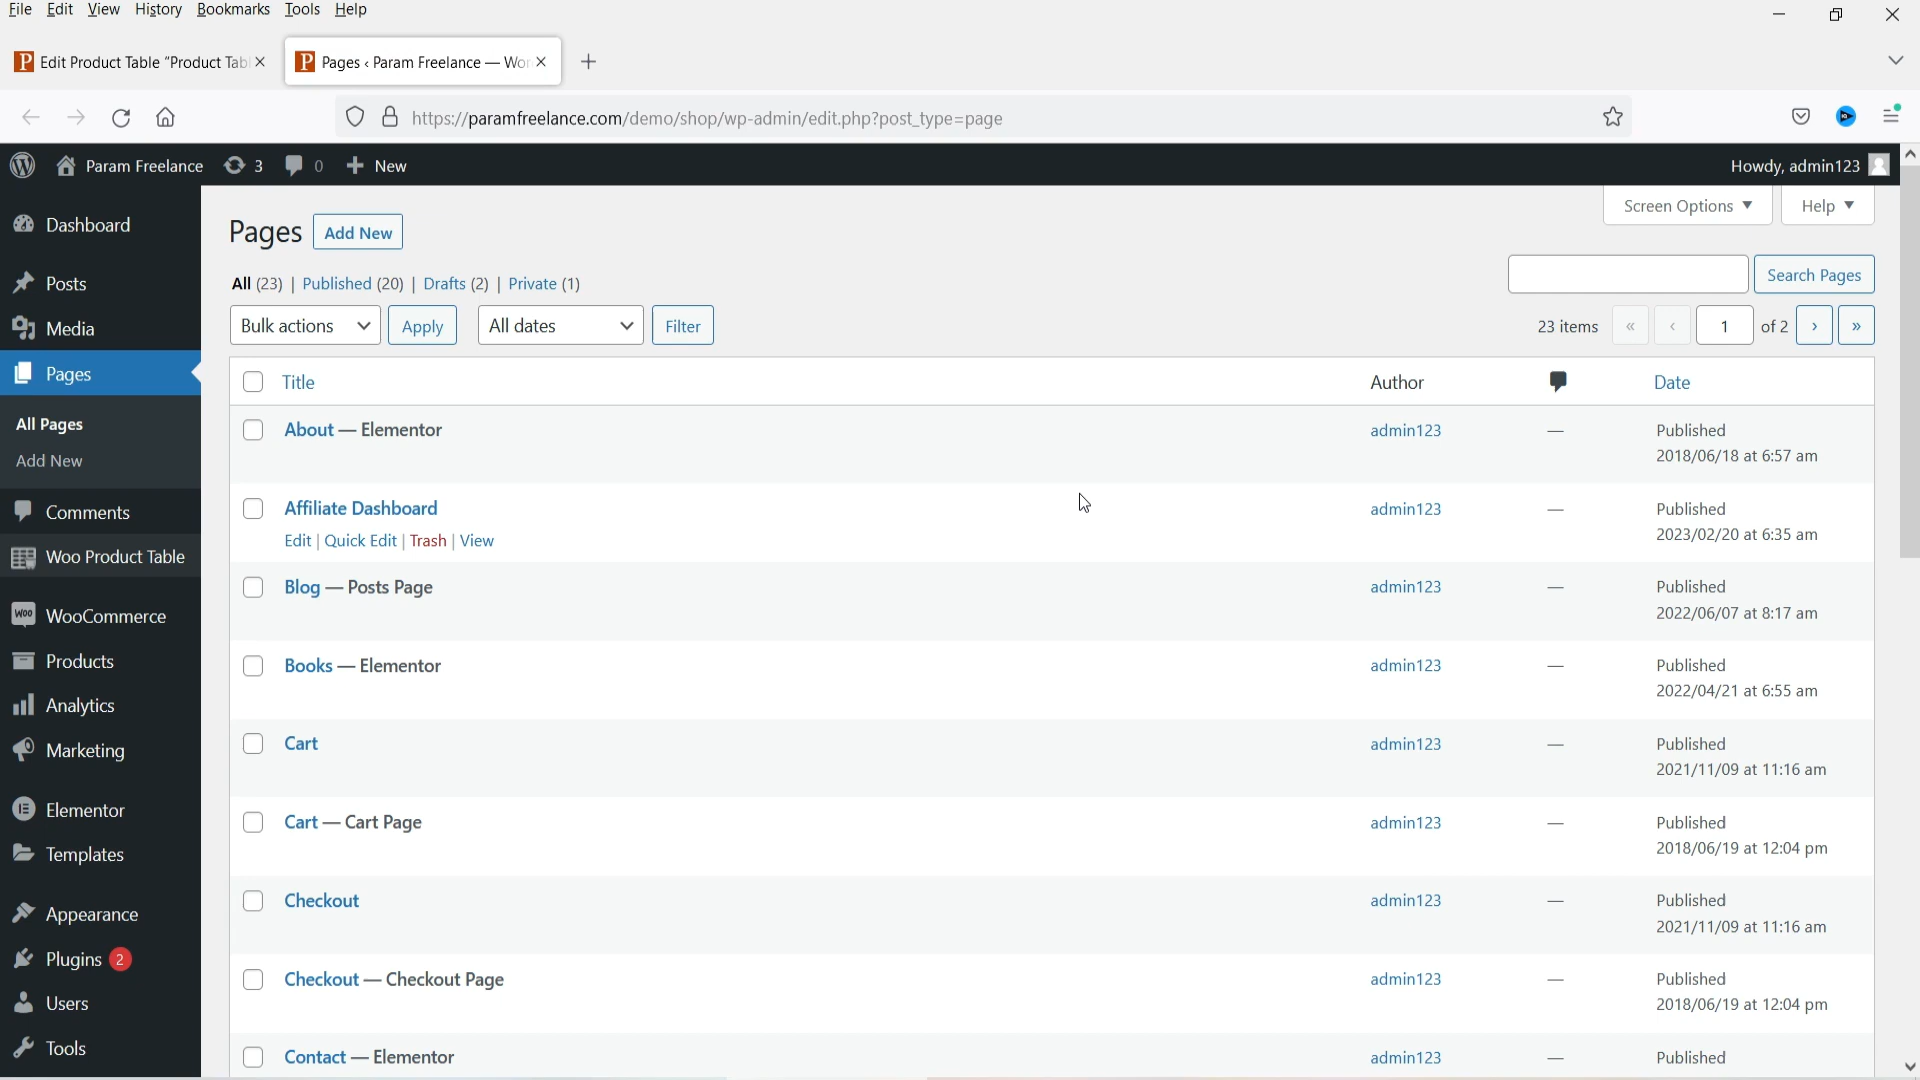 File Edit View History Bookmarks Tools Help
Edit Product Table "Product Tab
Pages ‹ Param Freelance — Wor
https://paramfreelance.com/demo/shop/wp-admin/edit.php?post_type=page
Param Freelance 3 0 + New
Howdy, admin123
Screen Options Help
Dashboard
Posts
Media
Pages
All Pages
Add New
Comments
Woo Product Table
WooCommerce
Products
Analytics
Marketing
Elementor
Templates
Appearance
Plugins 2
Users
Tools
Pages Add New
All (23) | Published (20) | Drafts (2) | Private (1)
Search Pages
Bulk actions Apply All dates Filter
23 items « ‹ 1 of 2 › »
Title Author Date
About — Elementor admin123 — Published
2018/06/18 at 6:57 am
Affiliate Dashboard admin123 — Published
Edit | Quick Edit | Trash | View 2023/02/20 at 6:35 am
Blog — Posts Page admin123 — Published
2022/06/07 at 8:17 am
Books — Elementor admin123 — Published
2022/04/21 at 6:55 am
Cart admin123 — Published
2021/11/09 at 11:16 am
Cart — Cart Page admin123 — Published
2018/06/19 at 12:04 pm
Checkout admin123 — Published
2021/11/09 at 11:16 am
Checkout — Checkout Page admin123 — Published
2018/06/19 at 12:04 pm
Contact — Elementor admin123 — Published